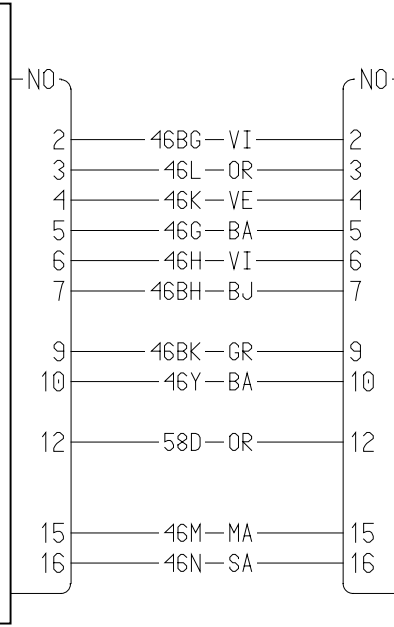 NO NO
2 46BG VI 2
3 46L OR 3
4 46K VE 4
5 46G BA 5
6 46H VI 6
7 46BH BJ 7
9 46BK GR 9
10 46Y BA 10
12 58D OR 12
15 46M MA 15
16 46N SA 16